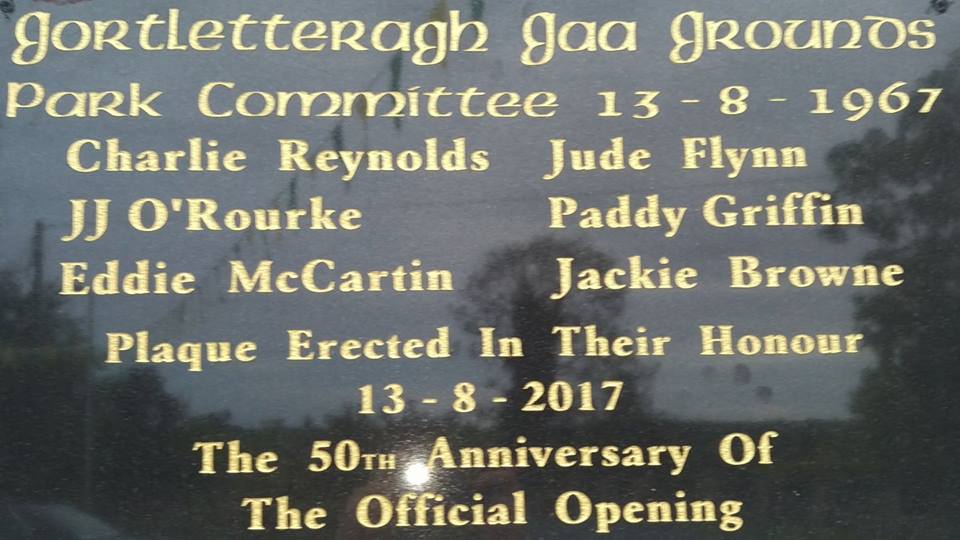 Gortletteragh Gaa Grounds
Park Committee 13 - 8 - 1967
Charlie Reynolds Jude Flynn
JJ O'Rourke Paddy Griffin
Eddie McCartin Jackie Browne
Plaque Erected In Their Honour
13 - 8 - 2017
The 50TH Anniversary Of
The Official Opening